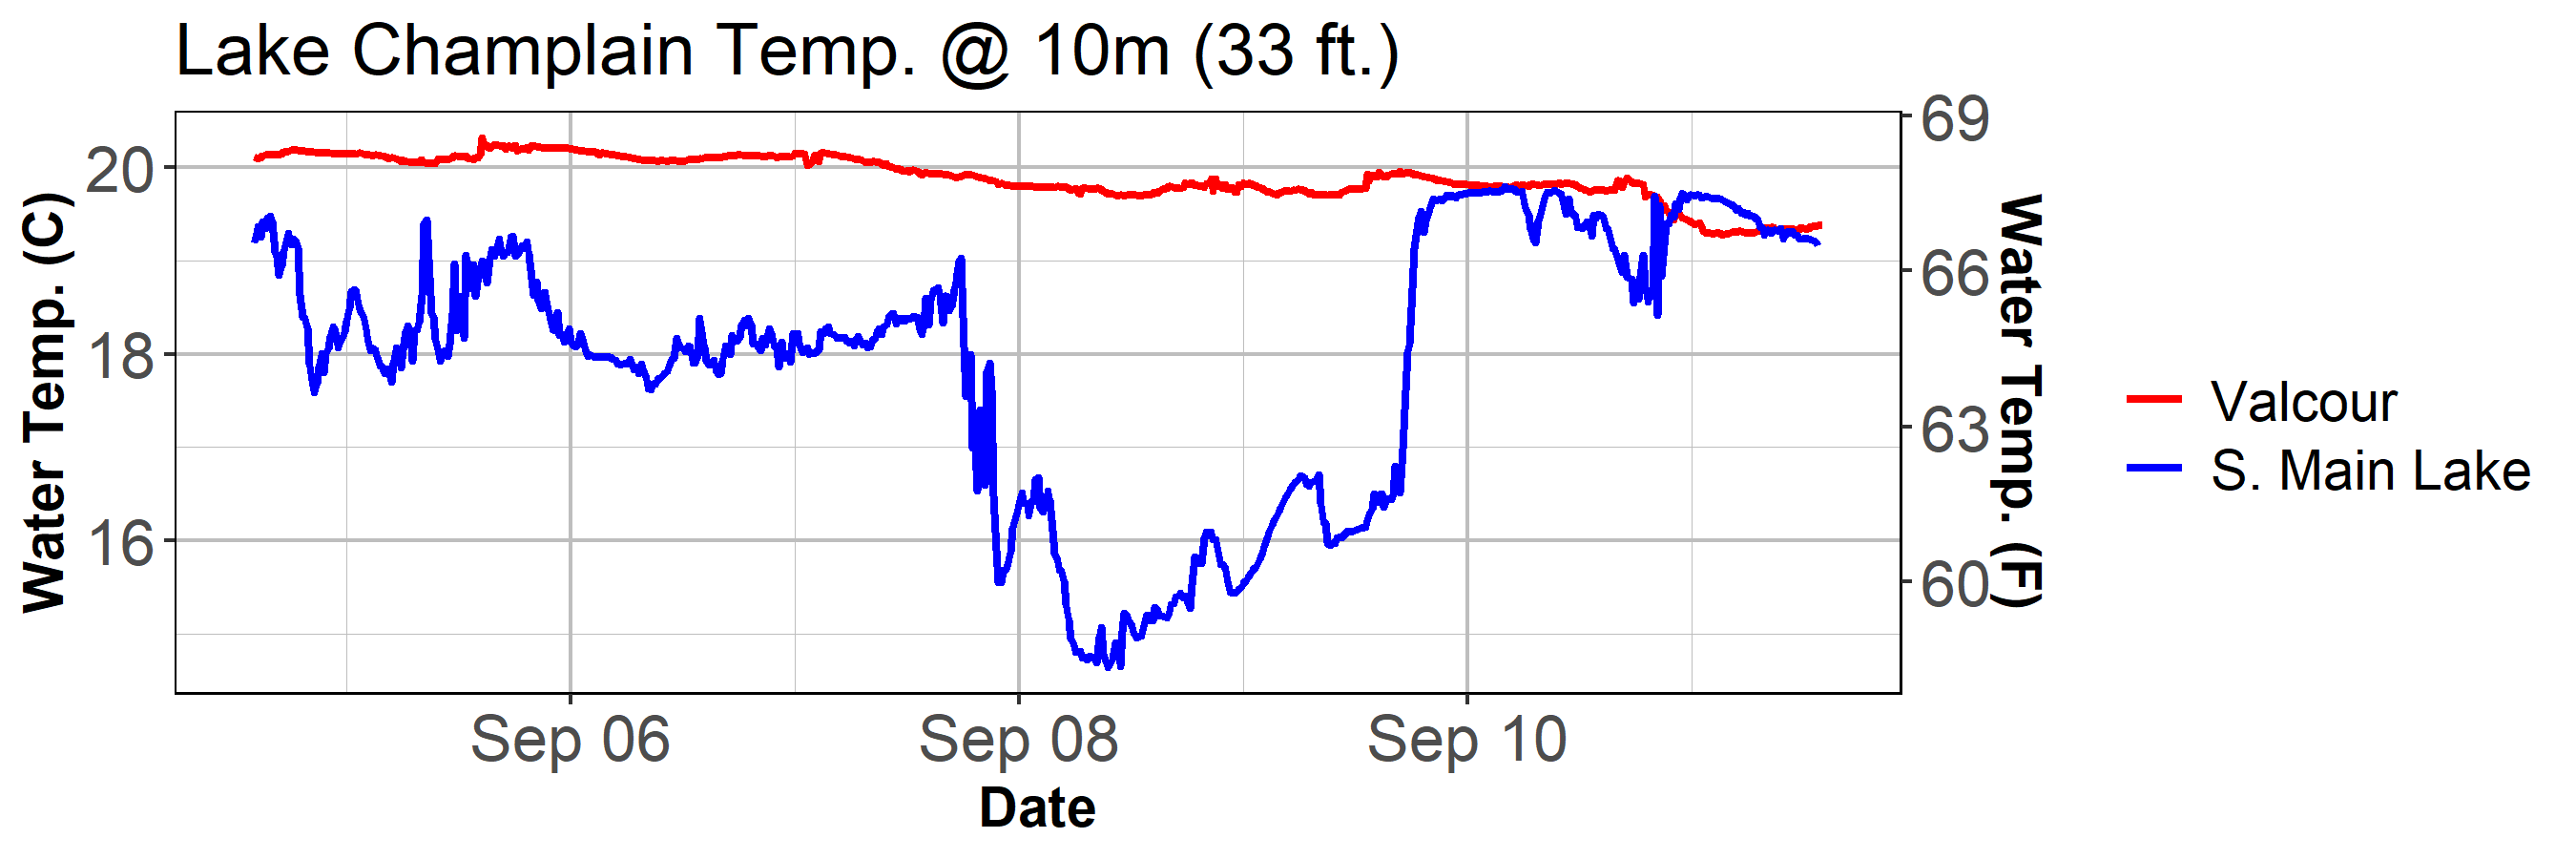 Lake Champlain Temp. @ 10m (33 ft.)
Water Temp. (C)
20
18
16
69
66
63
60
Water Temp. (F)
Sep 06
Sep 08
Sep 10
Date
Valcour
S. Main Lake